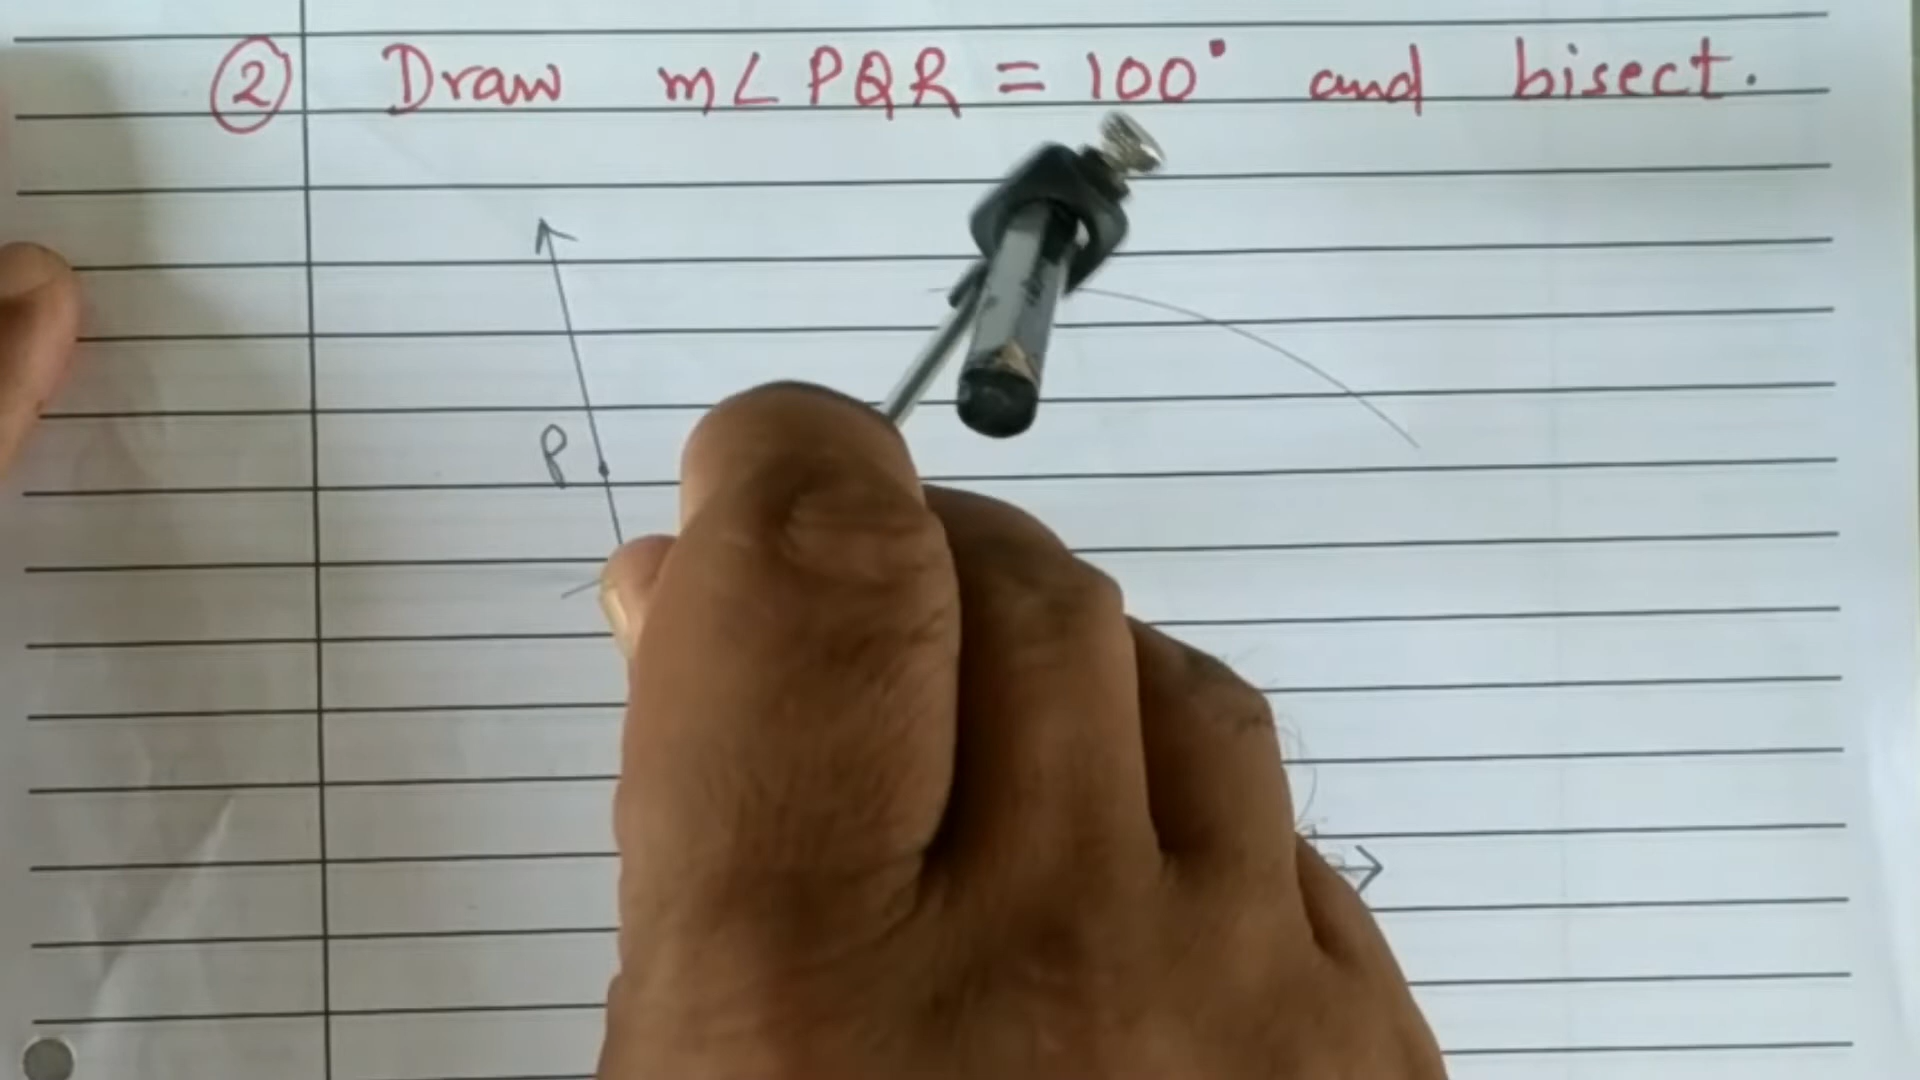 ② Draw m∠PQR = 100° and bisect.
P